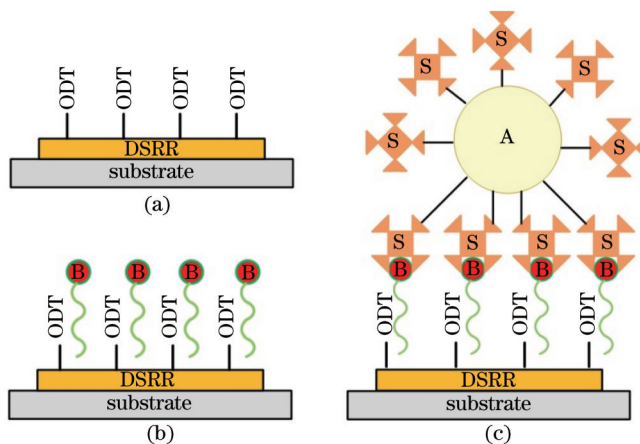 ODT ODT ODT ODT
DSRR
substrate
(a)
B B B B
ODT ODT ODT ODT
DSRR
substrate
(b)
S
S S
S A S
S S S S
B B B B
ODT ODT ODT ODT
DSRR
substrate
(c)